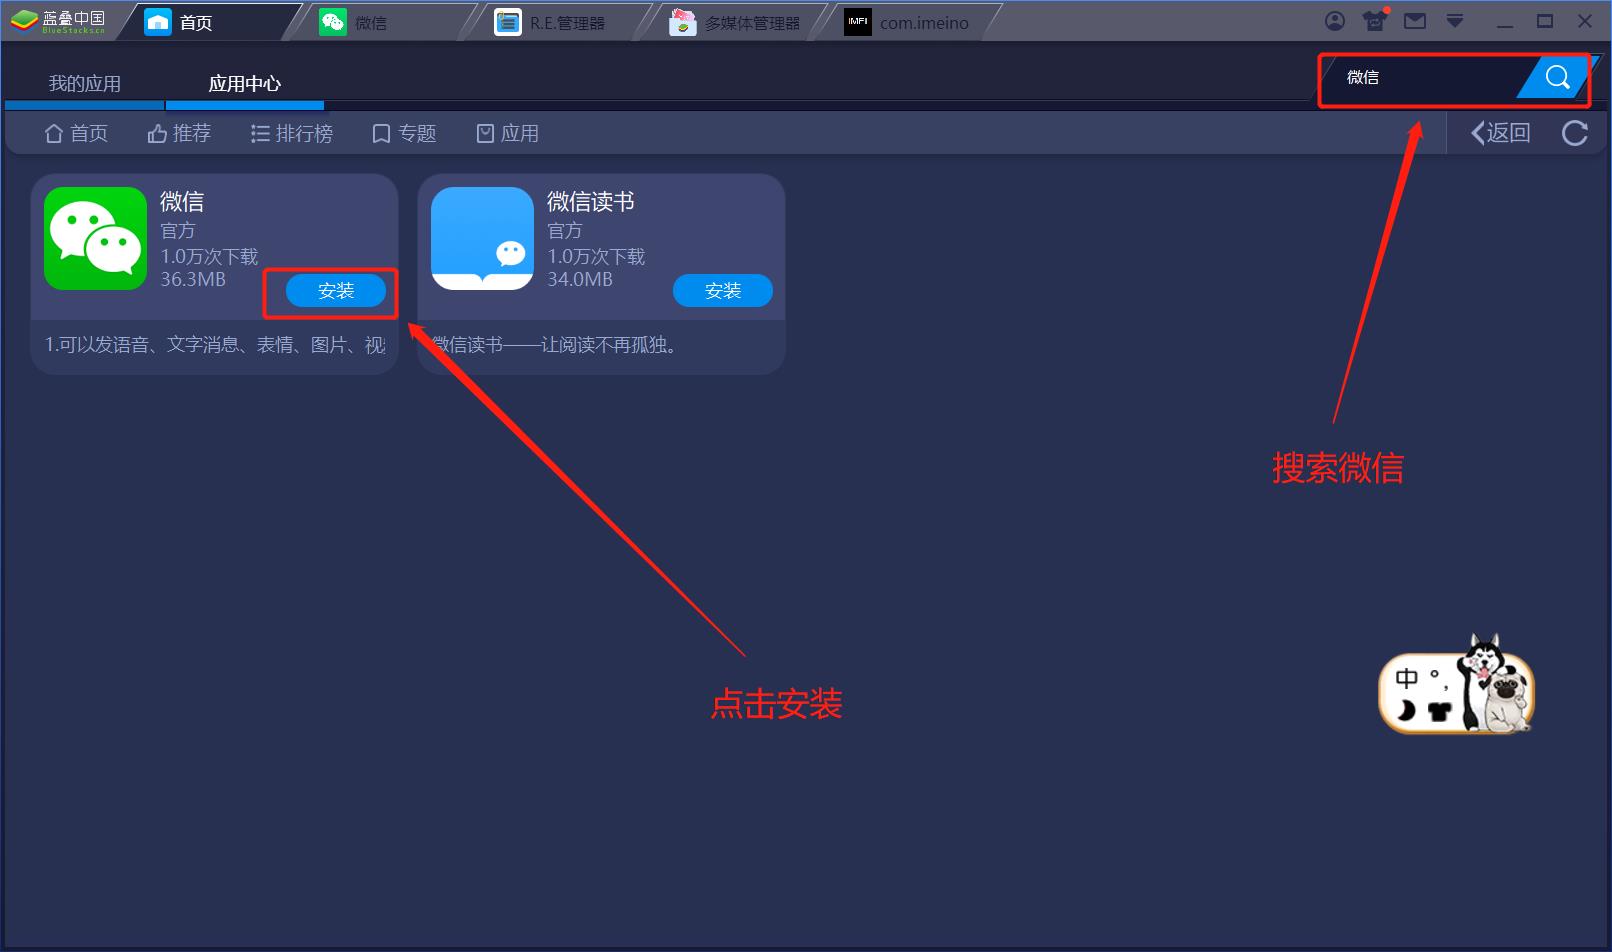 蓝叠中国
BlueStacks.cn
首页
微信
R.E.管理器
多媒体管理器
IMEI
com.imeino
我的应用
应用中心
微信
首页
推荐
排行榜
专题
应用
返回
微信
官方
1.0万次下载
36.3MB
安装
1.可以发语音、文字消息、表情、图片、视频
微信读书
官方
1.0万次下载
34.0MB
安装
微信读书——让阅读不再孤独。
搜索微信
点击安装
中 °,